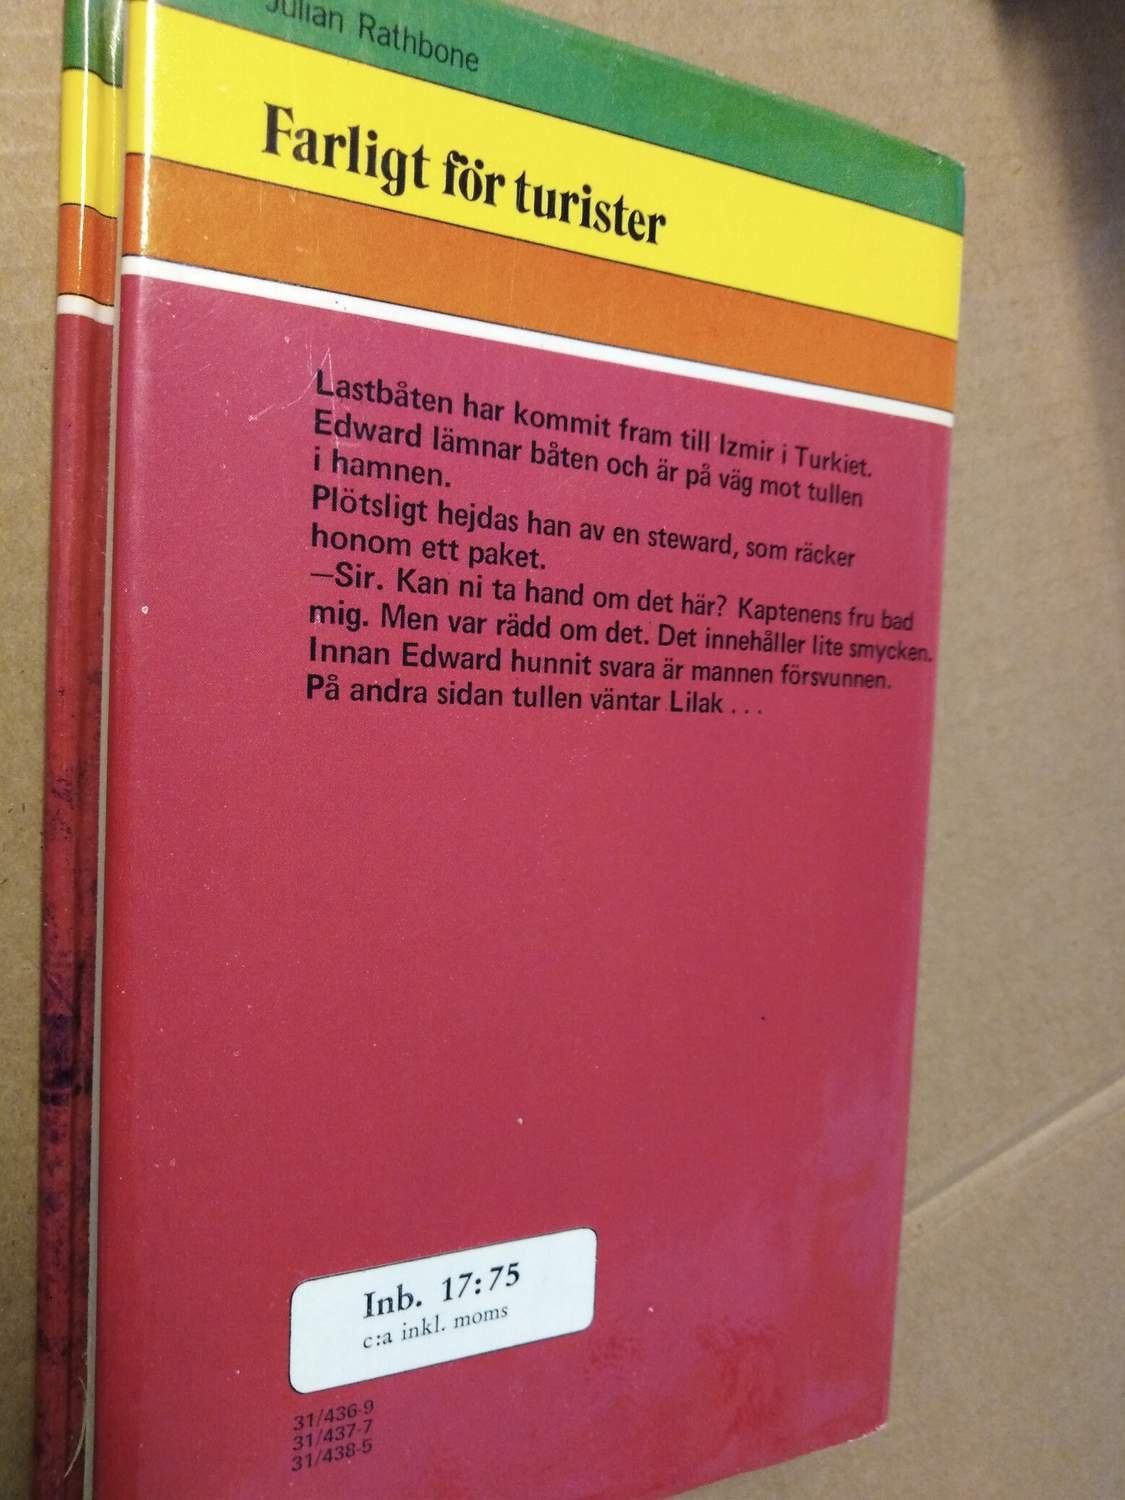 Julian Rathbone
Farligt för turister
Lastbåten har kommit fram till Izmir i Turkiet.
Edward lämnar båten och är på väg mot tullen
i hamnen.
Plötsligt hejdas han av en steward, som räcker
honom ett paket.
—Sir. Kan ni ta hand om det här? Kaptenens fru bad
mig. Men var rädd om det. Det innehåller lite smycken.
Innan Edward hunnit svara är mannen försvunnen.
På andra sidan tullen väntar Lilak . . .
Inb. 17:75
c:a inkl. moms
31/436-9
31/437-7
31/438-5